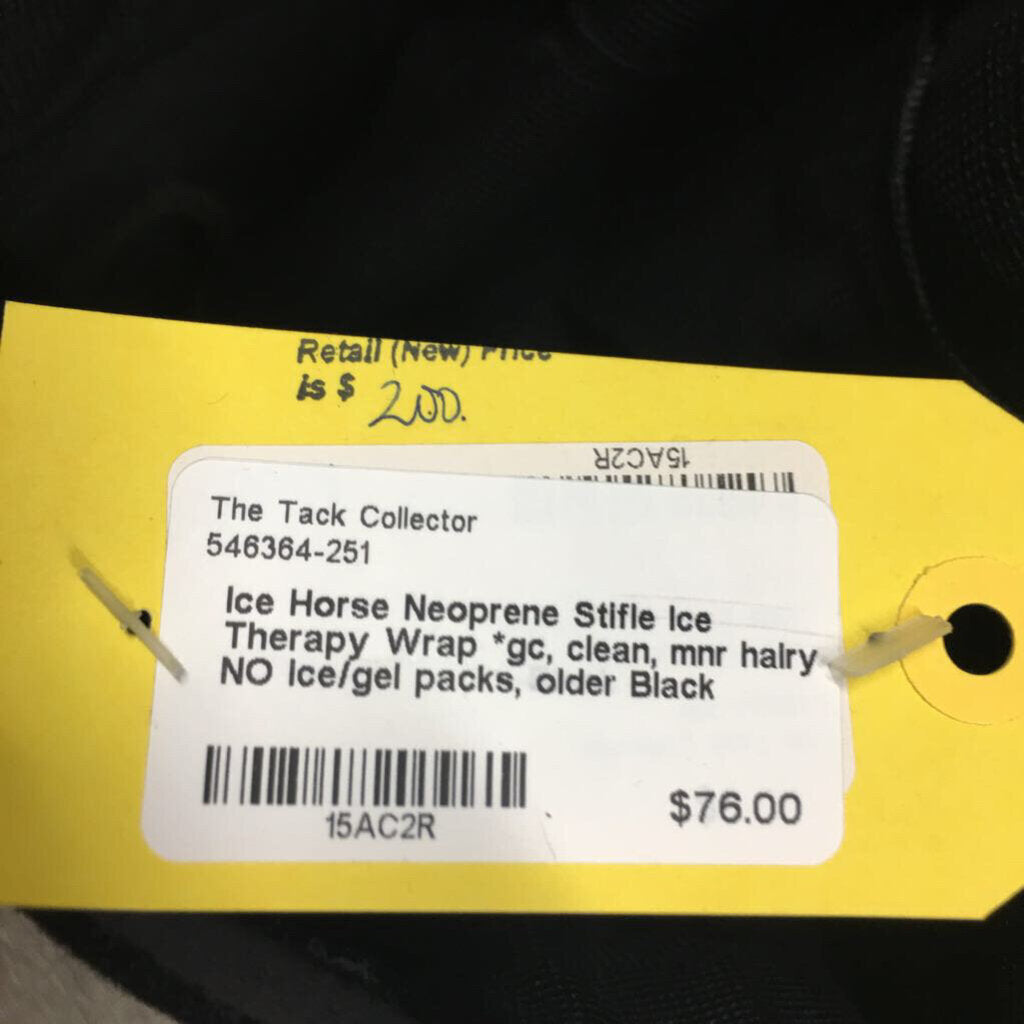 Retail (New) Price
is $ 200.
15AC2R
The Tack Collector
546364-251
Ice Horse Neoprene Stifle Ice
Therapy Wrap *gc, clean, mnr hairy
NO Ice/gel packs, older Black
15AC2R
$76.00